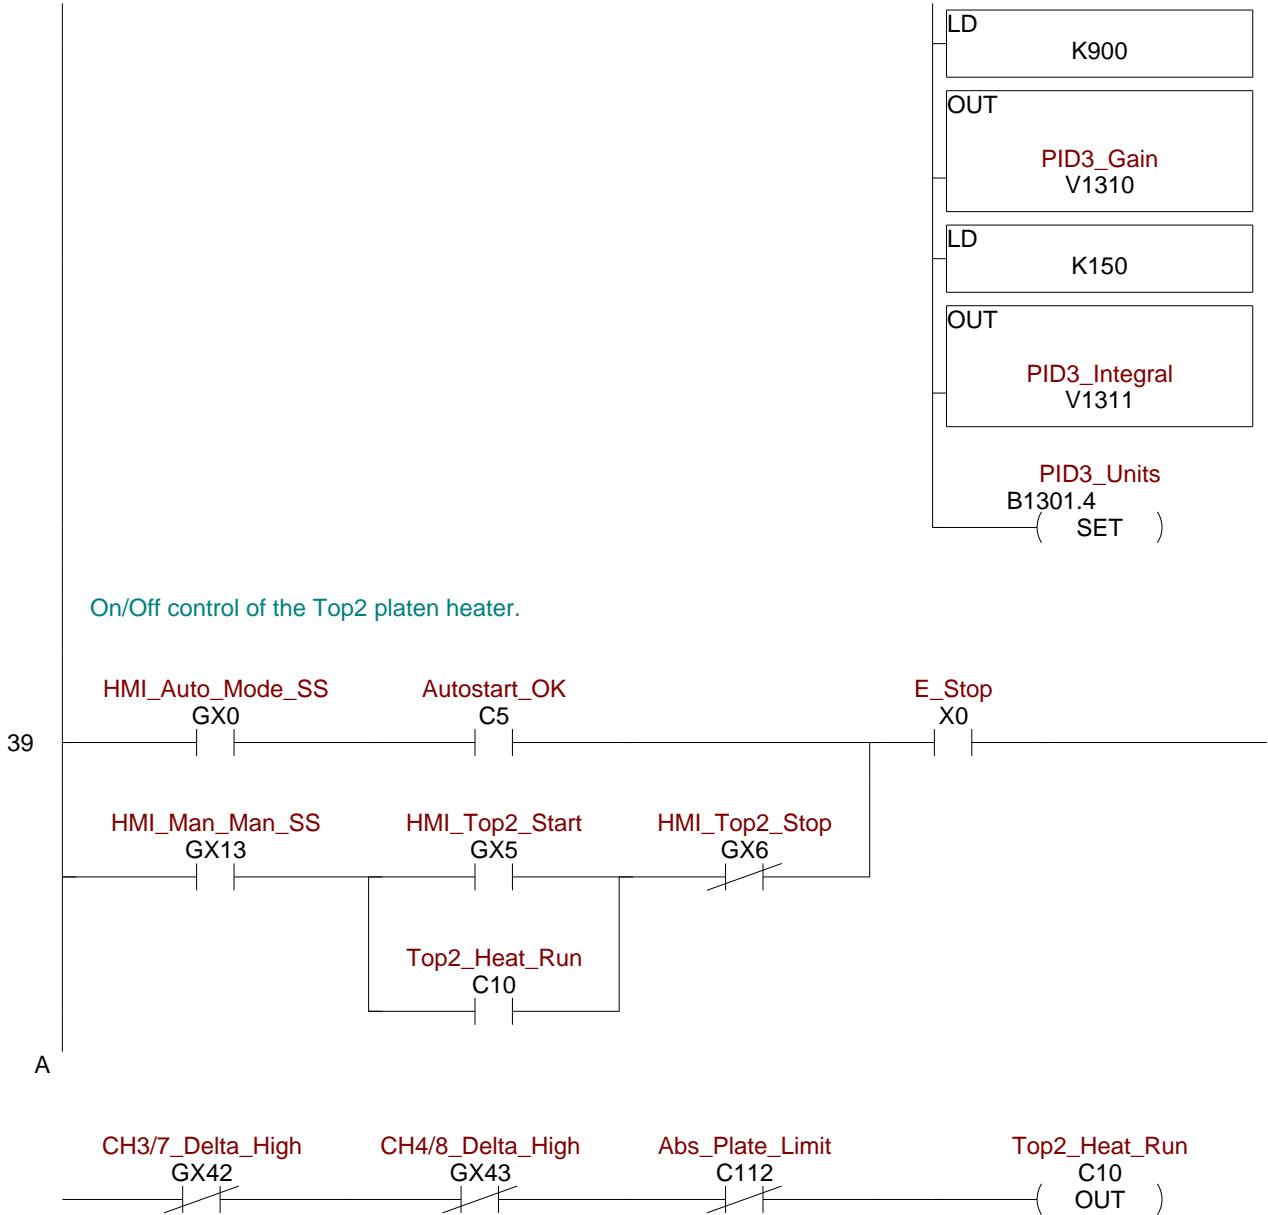 LD
K900
OUT
PID3_Gain
V1310
LD
K150
OUT
PID3_Integral
V1311
PID3_Units
B1301.4
( SET )
On/Off control of the Top2 platen heater.
HMI_Auto_Mode_SS Autostart_OK E_Stop
GX0 C5 X0
39
HMI_Man_Man_SS HMI_Top2_Start HMI_Top2_Stop
GX13 GX5 GX6
Top2_Heat_Run
C10
A
CH3/7_Delta_High CH4/8_Delta_High Abs_Plate_Limit Top2_Heat_Run
GX42 GX43 C112 C10
( OUT )